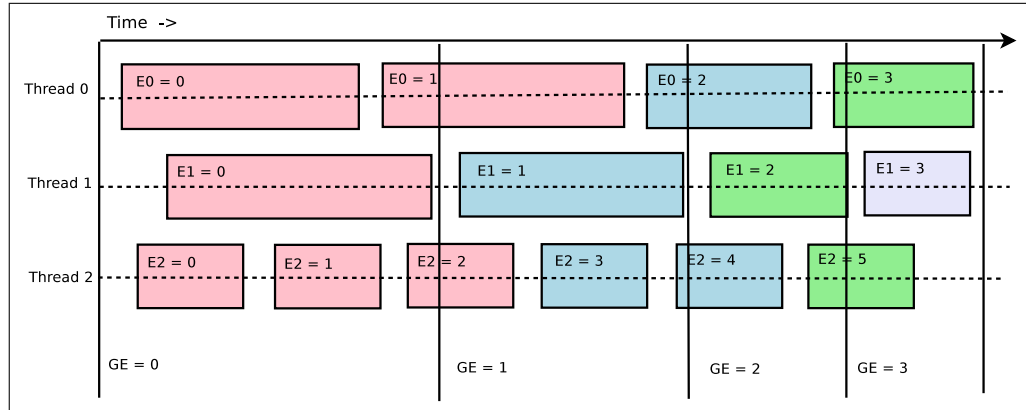 Time ->
Thread 0
E0 = 0
E0 = 1
E0 = 2
E0 = 3
Thread 1
E1 = 0
E1 = 1
E1 = 2
E1 = 3
Thread 2
E2 = 0
E2 = 1
E2 = 2
E2 = 3
E2 = 4
E2 = 5
GE = 0
GE = 1
GE = 2
GE = 3